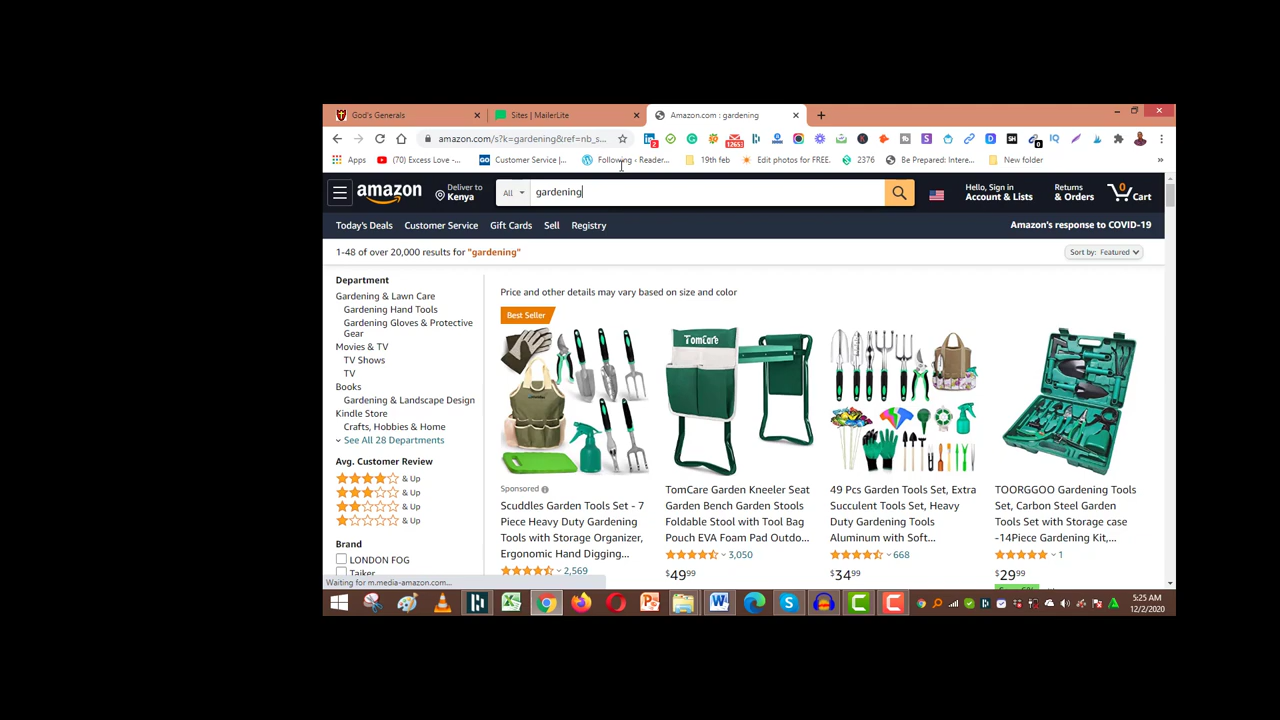 God's Generals
Sites | MailerLite
Amazon.com : gardening
amazon.com/s?k=gardening&ref=nb_s...
2
12653
0
Apps
(70) Excess Love -...
Customer Service |...
Following ‹ Reader...
19th feb
Edit photos for FREE.
2376
Be Prepared: Intere...
New folder
amazon
Deliver to
Kenya
All
gardening
Hello, Sign in
Account & Lists
Returns
& Orders
0
Cart
Today's Deals
Customer Service
Gift Cards
Sell
Registry
Amazon's response to COVID-19
1-48 of over 20,000 results for "gardening"
Sort by: Featured
Department
Gardening & Lawn Care
Gardening Hand Tools
Gardening Gloves & Protective
Gear
Movies & TV
TV Shows
TV
Books
Gardening & Landscape Design
Kindle Store
Crafts, Hobbies & Home
See All 28 Departments
Avg. Customer Review
& Up
& Up
& Up
& Up
Brand
LONDON FOG
Taiker
Waiting for m.media-amazon.com...
Price and other details may vary based on size and color
Best Seller
Sponsored
Scuddles Garden Tools Set - 7
Piece Heavy Duty Gardening
Tools with Storage Organizer,
Ergonomic Hand Digging...
2,569
TomCare
TomCare Garden Kneeler Seat
Garden Bench Garden Stools
Foldable Stool with Tool Bag
Pouch EVA Foam Pad Outdo...
3,050
$4999
49 Pcs Garden Tools Set, Extra
Succulent Tools Set, Heavy
Duty Gardening Tools
Aluminum with Soft...
668
$3499
TOORGGOO Gardening Tools
Set, Carbon Steel Garden
Tools Set with Storage case
-14Piece Gardening Kit,...
1
$2999
5:25 AM
12/2/2020